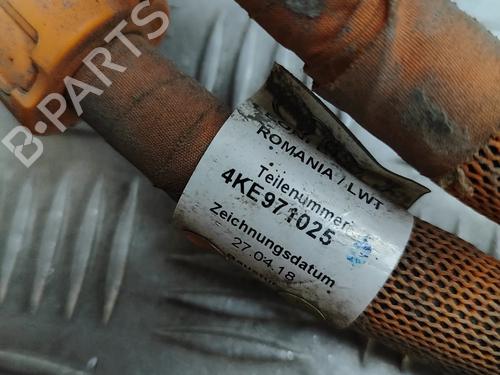 B-PARTS
ROMANIA / LWT
Teilenummer
4KE971025
Zeichnungsdatum
27.04.18